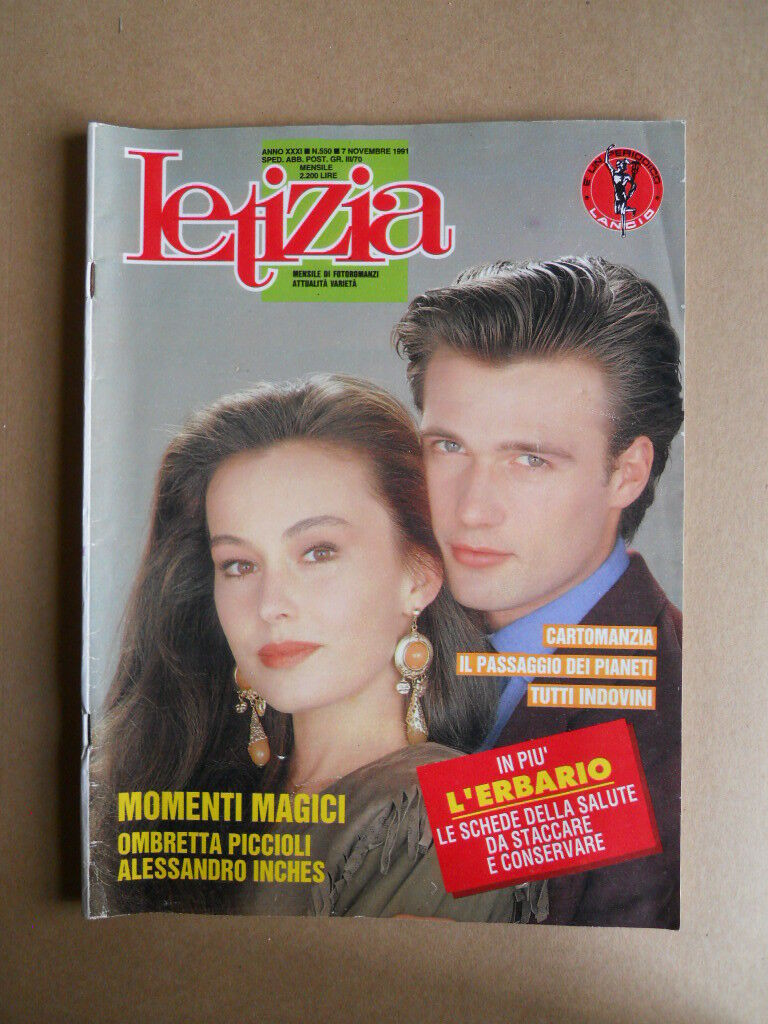 ANNO XXXI ■ N.550 ■ 7 NOVEMBRE 1991
SPED. ABB. POST. GR. III/70
MENSILE
2.200 LIRE
letizia
MENSILE DI FOTOROMANZI
ATTUALITÀ VARIETÀ
È UN PERIODICO
LANCIO
CARTOMANZIA
IL PASSAGGIO DEI PIANETI
TUTTI INDOVINI
IN PIU'
L'ERBARIO
LE SCHEDE DELLA SALUTE
DA STACCARE
E CONSERVARE
MOMENTI MAGICI
OMBRETTA PICCIOLI
ALESSANDRO INCHES